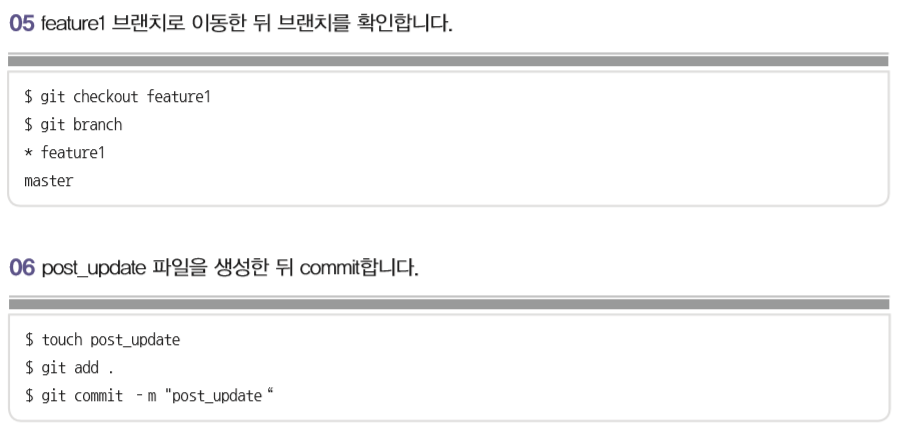 05 feature1 브랜치로 이동한 뒤 브랜치를 확인합니다.
$ git checkout feature1
$ git branch
* feature1
master
06 post_update 파일을 생성한 뒤 commit합니다.
$ touch post_update
$ git add .
$ git commit –m "post_update “